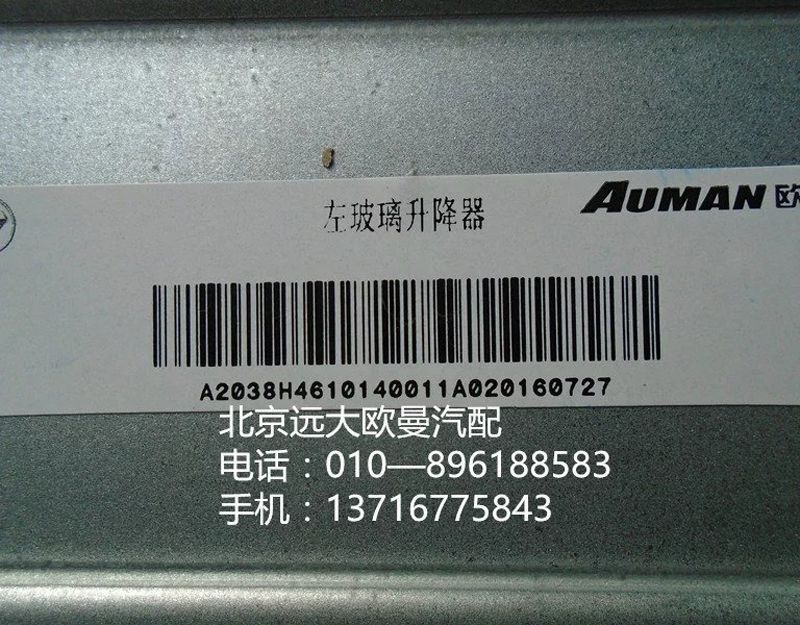 AUMAN 欧
左玻璃升降器
A2038H4610140011A020160727
北京远大欧曼汽配
电话：010—896188583
手机：13716775843